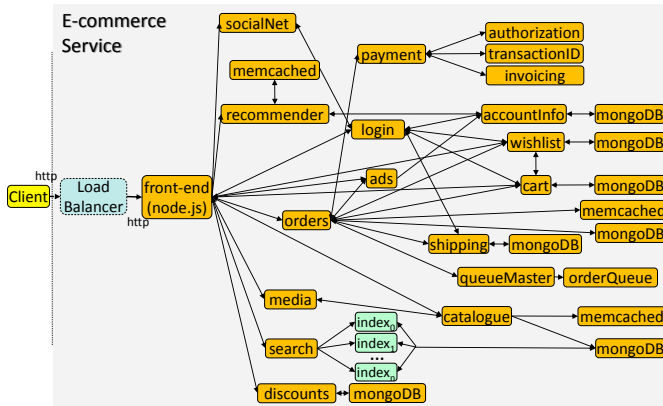 E-commerce
Service
socialNet
memcached
recommender
payment
authorization
transactionID
invoicing
login
accountInfo
mongoDB
wishlist
mongoDB
ads
cart
mongoDB
http
Client
Load
Balancer
http
front-end
(node.js)
orders
memcached
mongoDB
shipping
mongoDB
queueMaster
orderQueue
media
catalogue
memcached
index0
search
index1
...
indexn
mongoDB
discounts
mongoDB